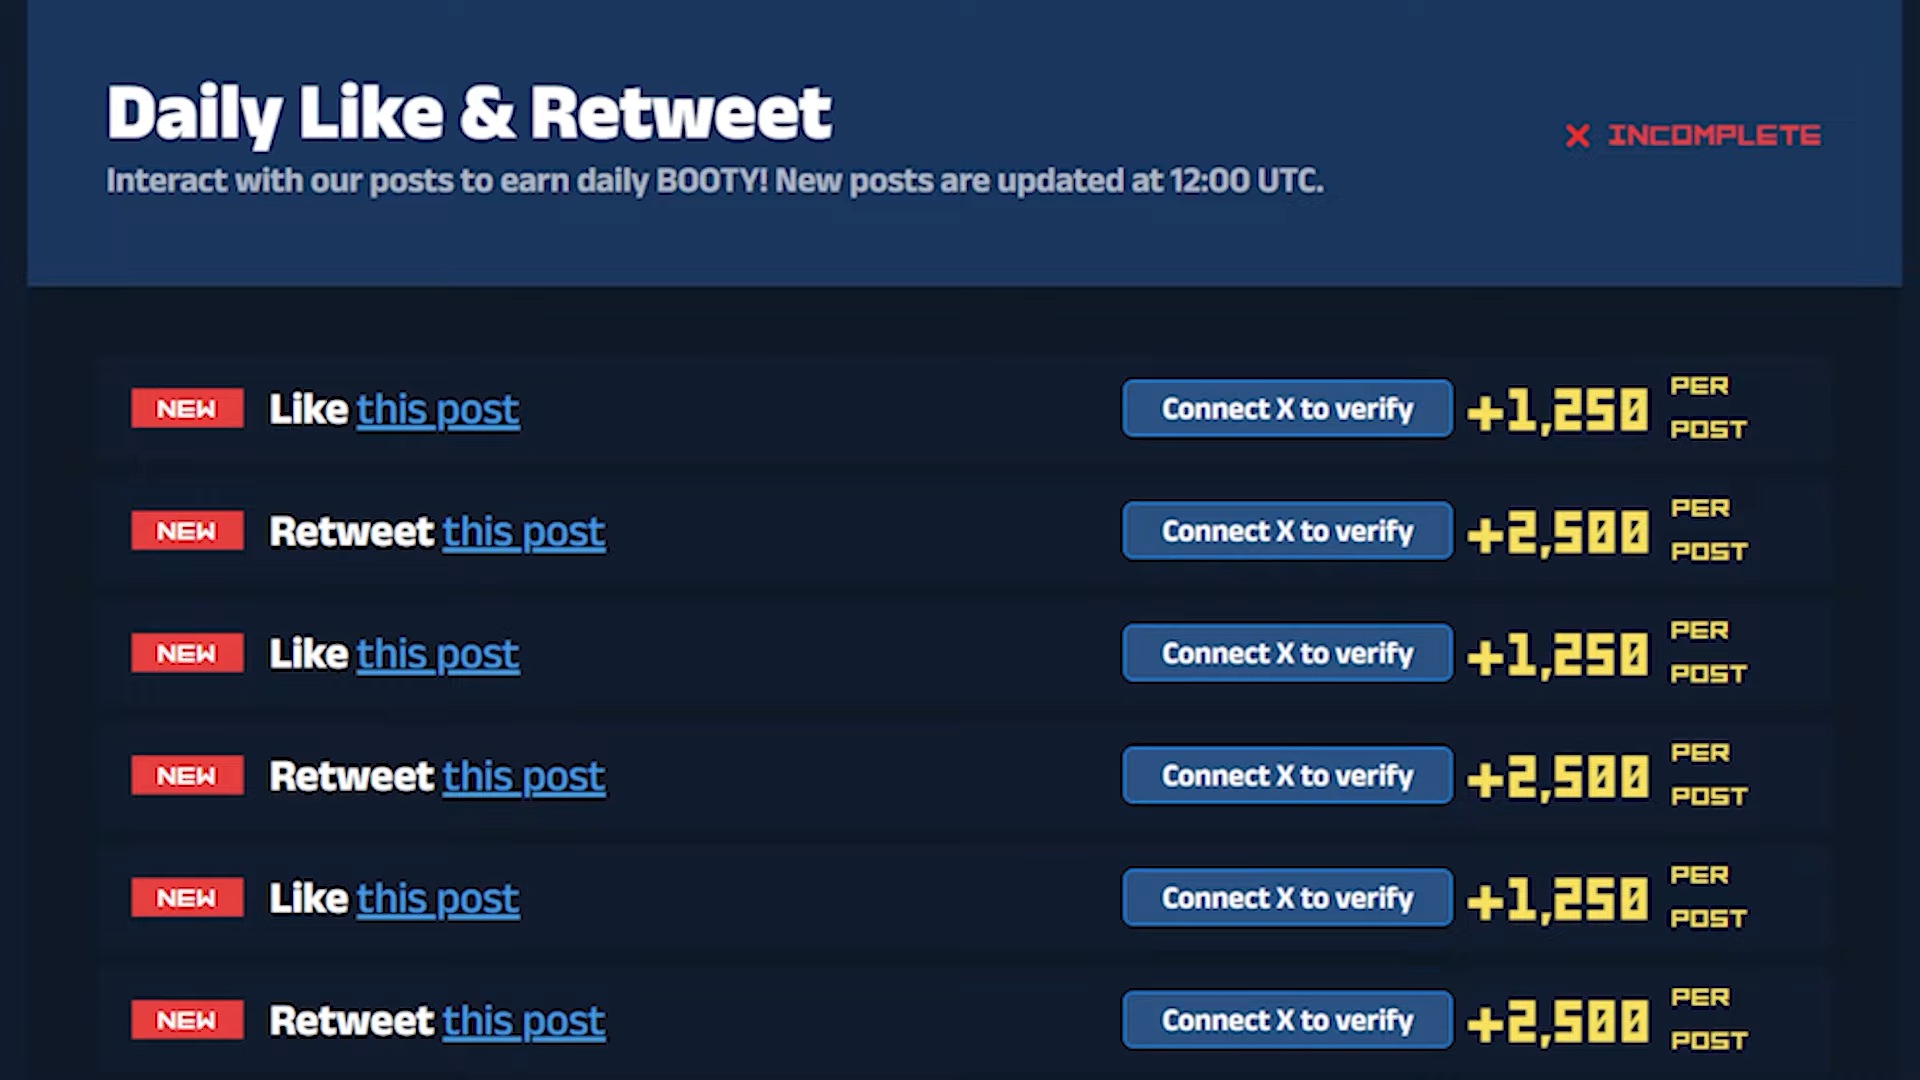 Daily Like & Retweet
Interact with our posts to earn daily BOOTY! New posts are updated at 12:00 UTC.
× INCOMPLETE
NEW Like this post Connect X to verify +1,250 PER POST
NEW Retweet this post Connect X to verify +2,500 PER POST
NEW Like this post Connect X to verify +1,250 PER POST
NEW Retweet this post Connect X to verify +2,500 PER POST
NEW Like this post Connect X to verify +1,250 PER POST
NEW Retweet this post Connect X to verify +2,500 PER POST